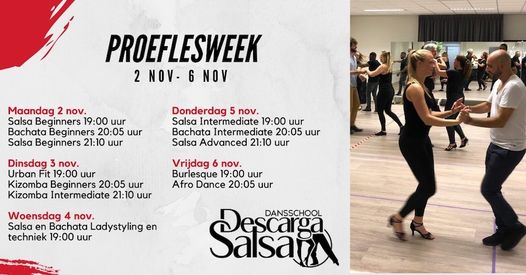 PROEFLESWEEK
2 NOV- 6 NOV
Maandag 2 nov.
Salsa Beginners 19:00 uur
Bachata Beginners 20:05 uur
Salsa Beginners 21:10 uur
Dinsdag 3 nov.
Urban Fit 19:00 uur
Kizomba Beginners 20:05 uur
Kizomba Intermediate 21:10 uur
Woensdag 4 nov.
Salsa en Bachata Ladystyling en
techniek 19:00 uur
Donderdag 5 nov.
Salsa Intermediate 19:00 uur
Bachata Intermediate 20:05 uur
Salsa Advanced 21:10 uur
Vrijdag 6 nov.
Burlesque 19:00 uur
Afro Dance 20:05 uur
DANSSCHOOL
Descarga
Salsa